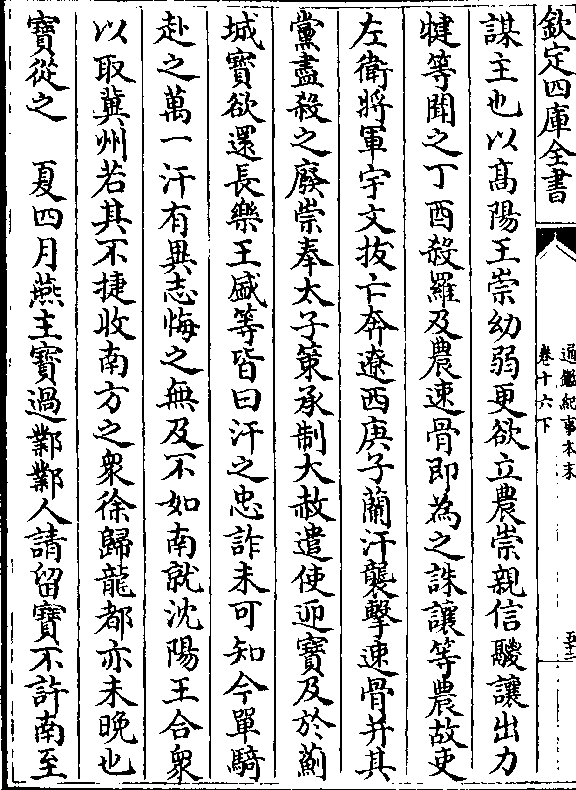 欽定四庫全書
通鑑紀事本末
卷十六下
五十三
謀主也以髙陽王崇幼弱更欲立農崇親信鬷讓出力
犍等聞之丁酉殺羅及農速骨即為之誅讓等農故吏
左衛將軍宇文拔亡奔遼西庚子蘭汗襲擊速骨并其
黨盡殺之廢崇奉太子策承制大赦遣使迎寳及於薊
城寳欲還長樂王盛等皆曰汗之忠詐未可知今單騎
赴之萬一汗有異志悔之無及不如南就沈陽王合衆
以取冀州若其不捷收南方之衆徐歸龍都亦未晚也
寳從之　夏四月燕主寳過鄴鄴人請留寳不許南至